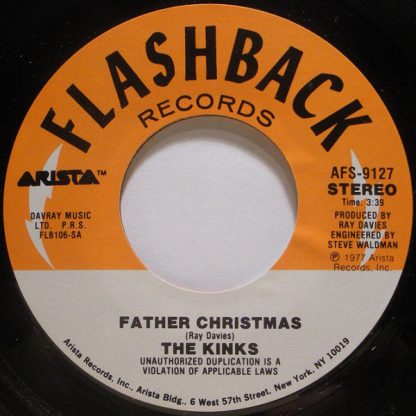 FLASHBACK
RECORDS
ARISTA™
DAVRAY MUSIC
LTD. P.R.S.
FLB106-SA
AFS-9127
STEREO
Time: 3:39
PRODUCED BY
RAY DAVIES
ENGINEERED BY
STEVE WALDMAN
℗ 1977 Arista
Records, Inc.
FATHER CHRISTMAS
(Ray Davies)
THE KINKS
UNAUTHORIZED DUPLICATION IS A
VIOLATION OF APPLICABLE LAWS
Arista Records, Inc., Arista Bldg., 6 West 57th Street, New York, NY 10019